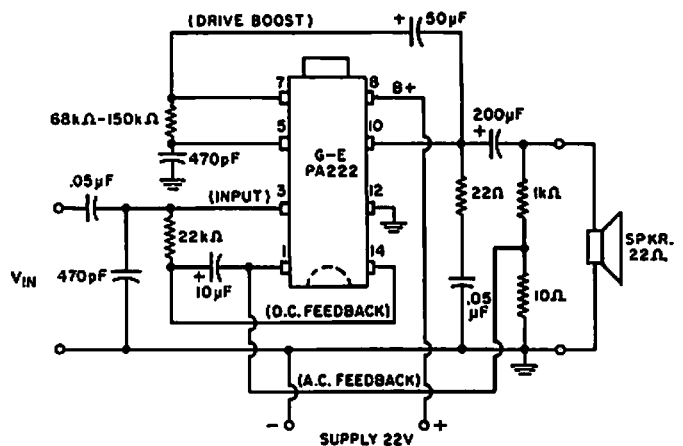 (DRIVE BOOST)
+ 50µF
7
8
B+
68kΩ-150kΩ
5
10
200µF
+
470pF
G-E
PA222
.05µF
(INPUT)
3
12
22Ω
1kΩ
22kΩ
SPKR.
22Ω
VIN
470pF
+
10µF
1
14
.05
µF
10Ω
(D.C. FEEDBACK)
(A.C. FEEDBACK)
- +
SUPPLY 22V